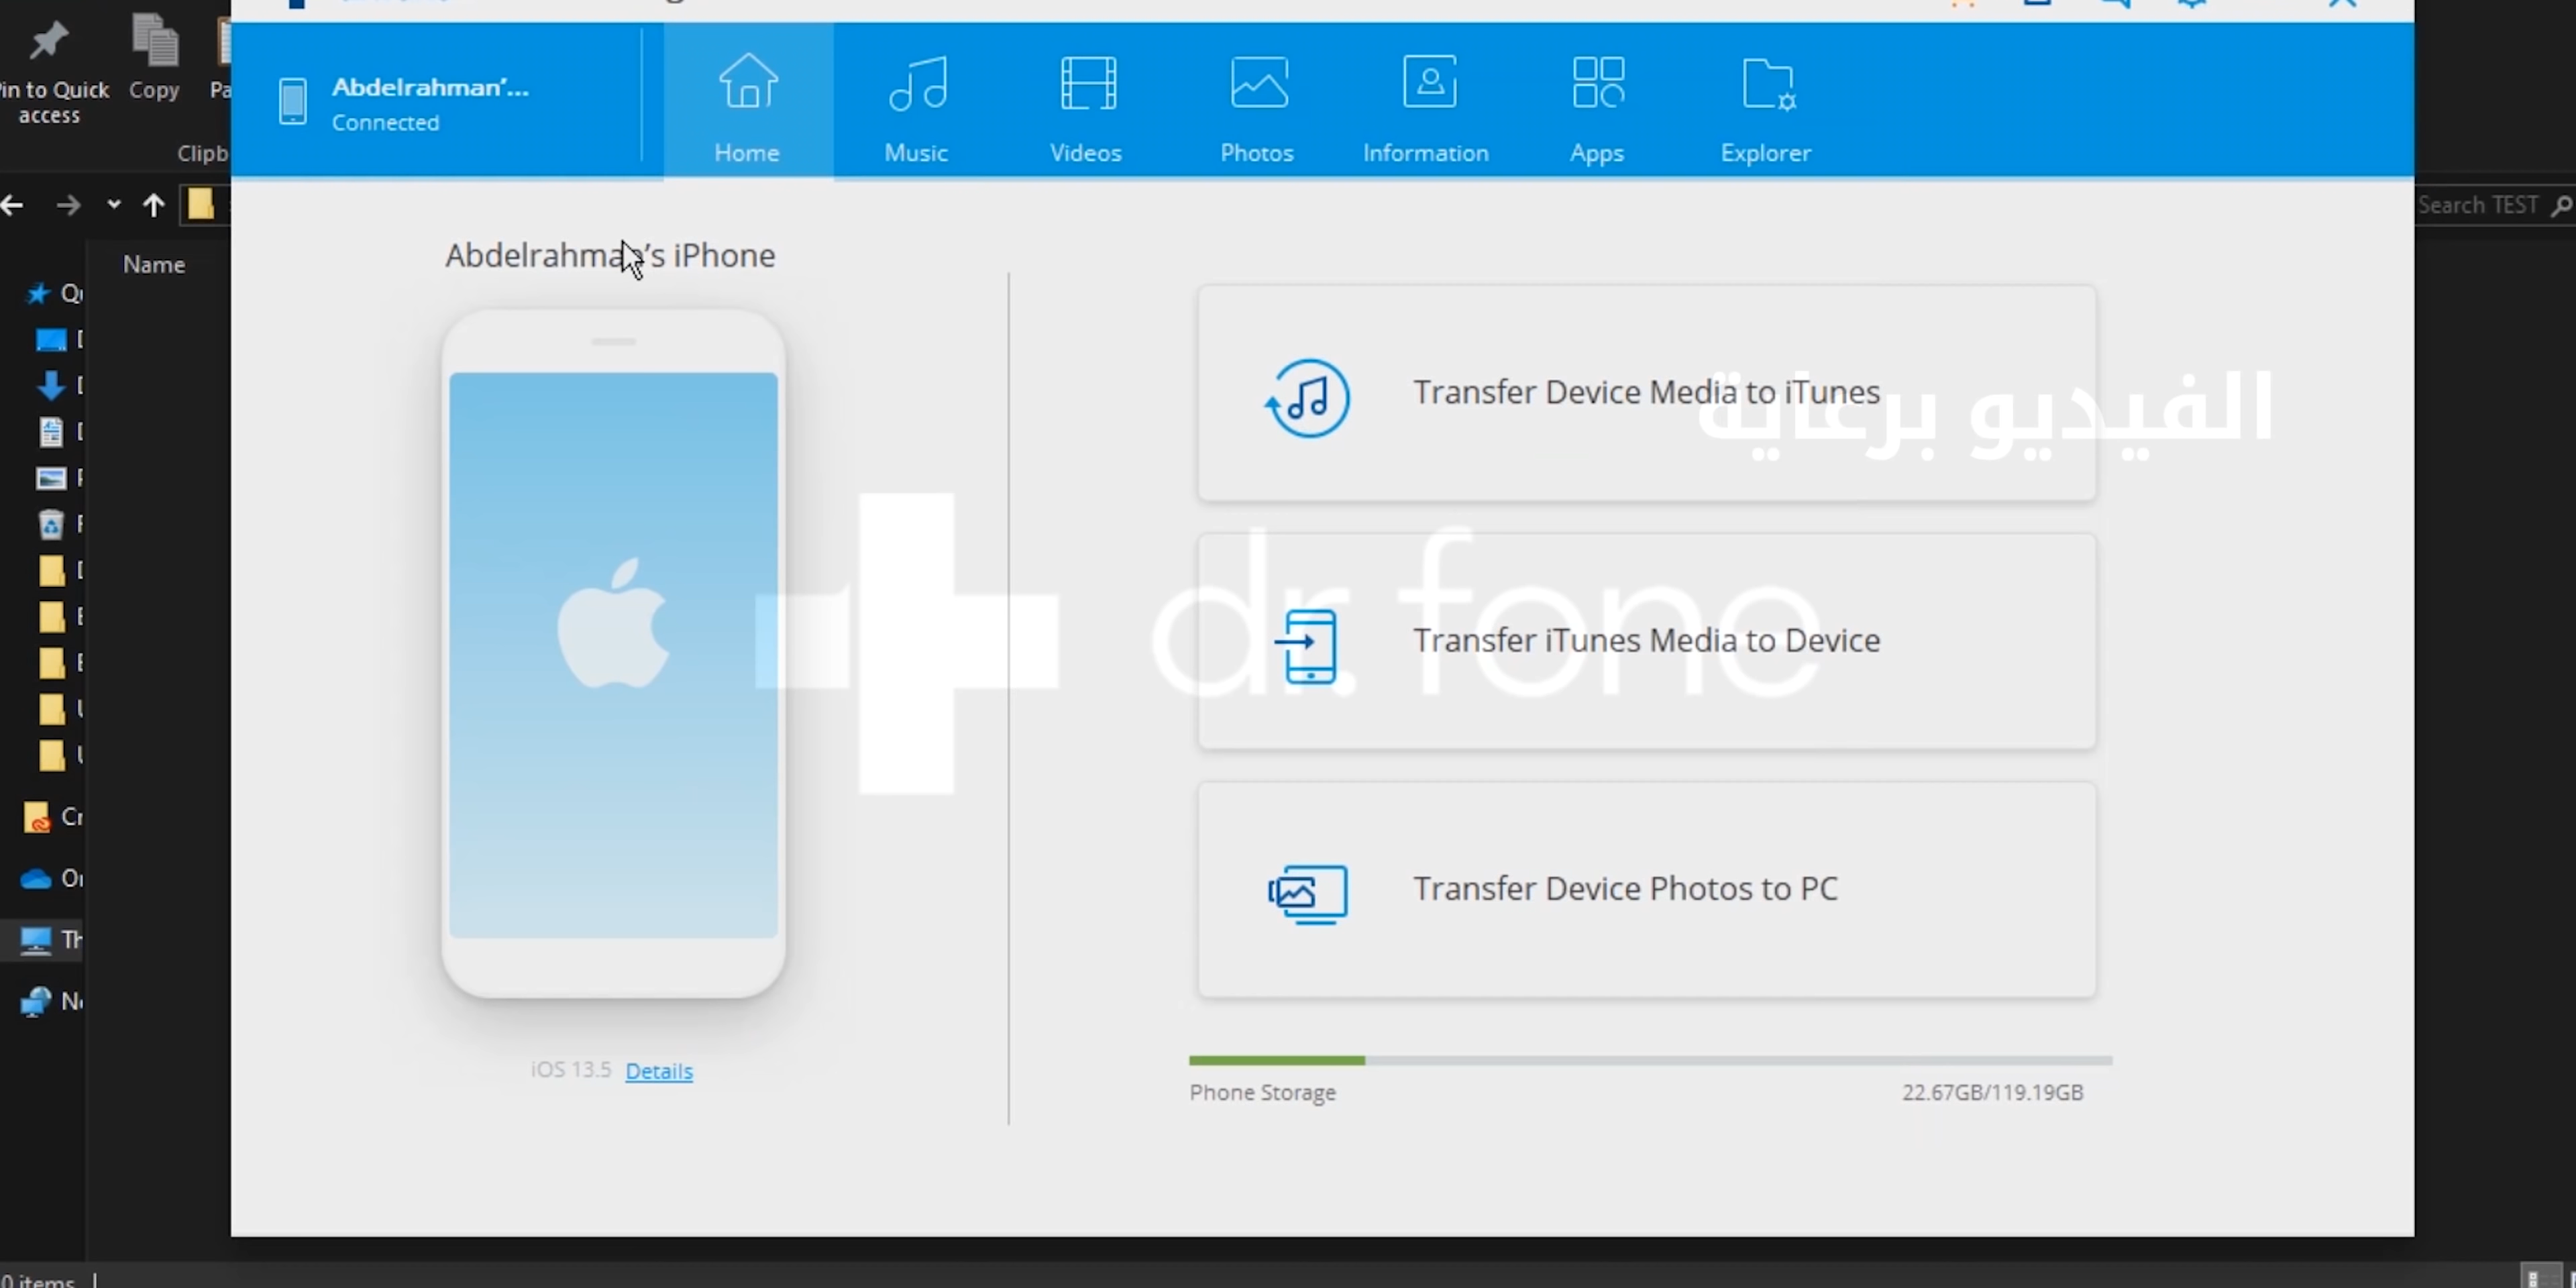 in to Quick
access
Copy
Abdelrahman'...
Connected
Home
Music
Videos
Photos
Information
Apps
Explorer
Search TEST
Name
Abdelrahman's iPhone
Transfer Device Media to iTunes
الفيديو برعاية
dr.fone
Transfer iTunes Media to Device
Transfer Device Photos to PC
iOS 13.5 Details
Phone Storage
22.67GB/119.19GB
0 items